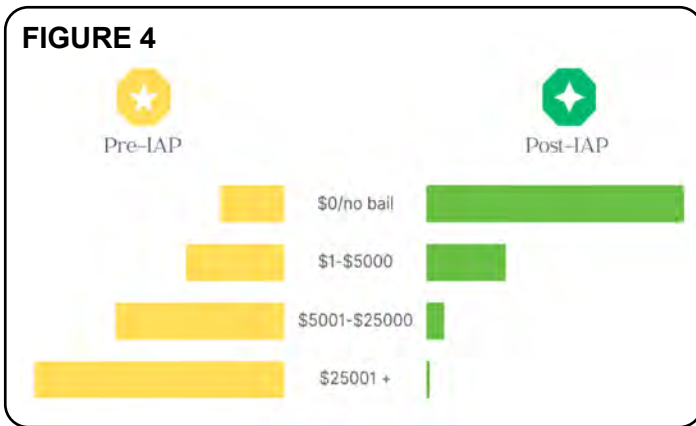 FIGURE 4
Pre-IAP
Post-IAP
$0/no bail
$1-$5000
$5001-$25000
$25001 +